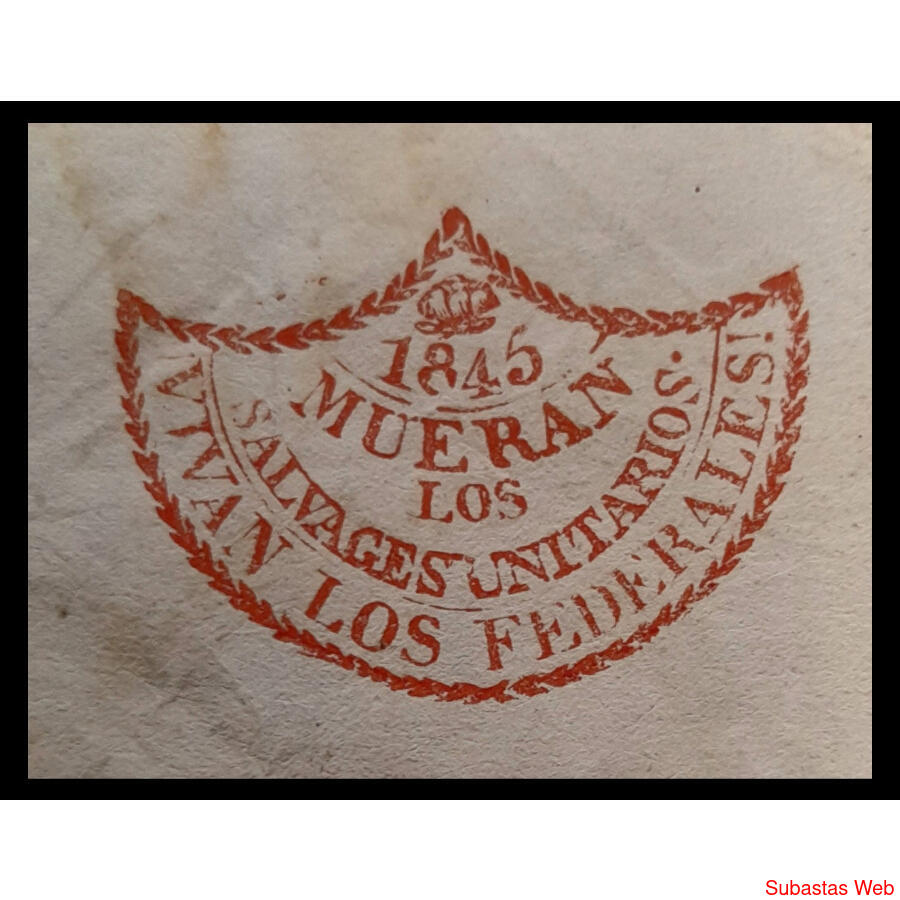 1845
MUERAN
LOS
SALVAGES UNITARIOS.
¡VIVAN LOS FEDERALES!
Subastas Web